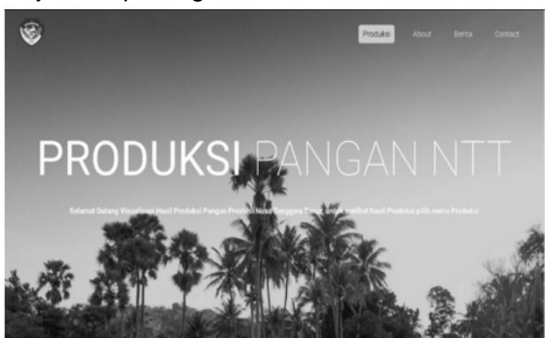 Produksi About Berita Contact
PRODUKSI PANGAN NTT
Selamat Datang Visualisasi Hasil Produksi Pangan Provinsi Nusa Tenggara Timur, untuk melihat hasil Produksi pilih menu Produksi